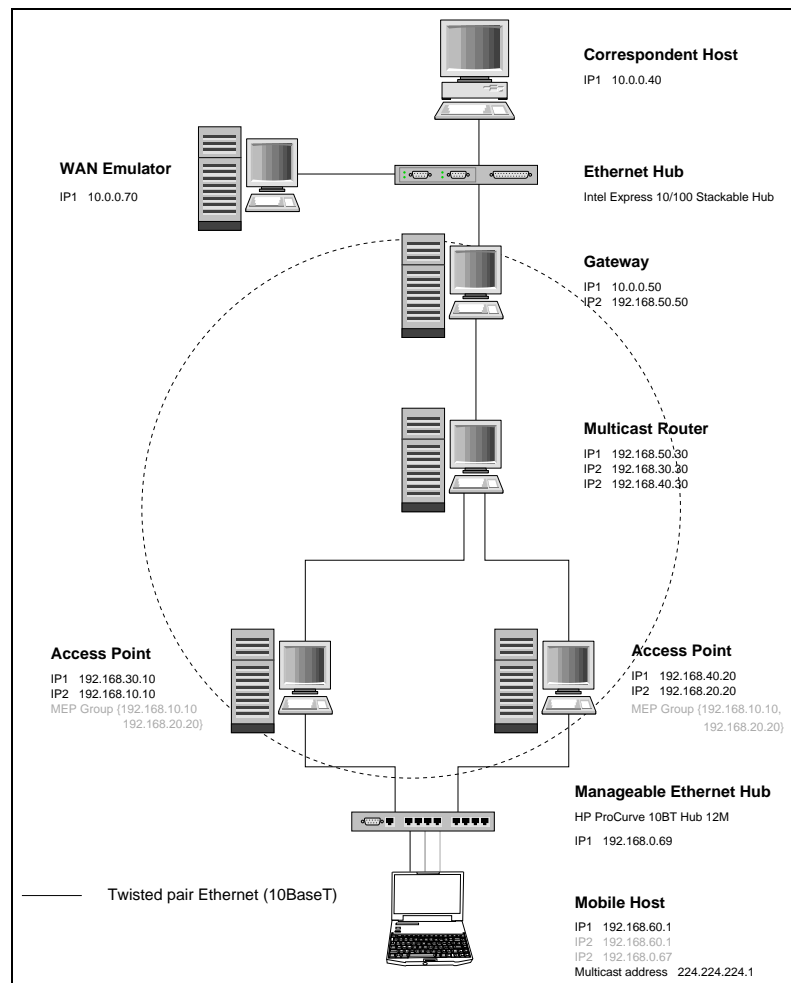 Correspondent Host
IP1 10.0.0.40
WAN Emulator
IP1 10.0.0.70
Ethernet Hub
Intel Express 10/100 Stackable Hub
Gateway
IP1 10.0.0.50
IP2 192.168.50.50
Multicast Router
IP1 192.168.50.30
IP2 192.168.30.30
IP2 192.168.40.30
Access Point
IP1 192.168.30.10
IP2 192.168.10.10
MEP Group {192.168.10.10
192.168.20.20}
Access Point
IP1 192.168.40.20
IP2 192.168.20.20
MEP Group {192.168.10.10,
192.168.20.20}
Manageable Ethernet Hub
HP ProCurve 10BT Hub 12M
IP1 192.168.0.69
Twisted pair Ethernet (10BaseT)
Mobile Host
IP1 192.168.60.1
IP2 192.168.60.1
IP2 192.168.0.67
Multicast address 224.224.224.1